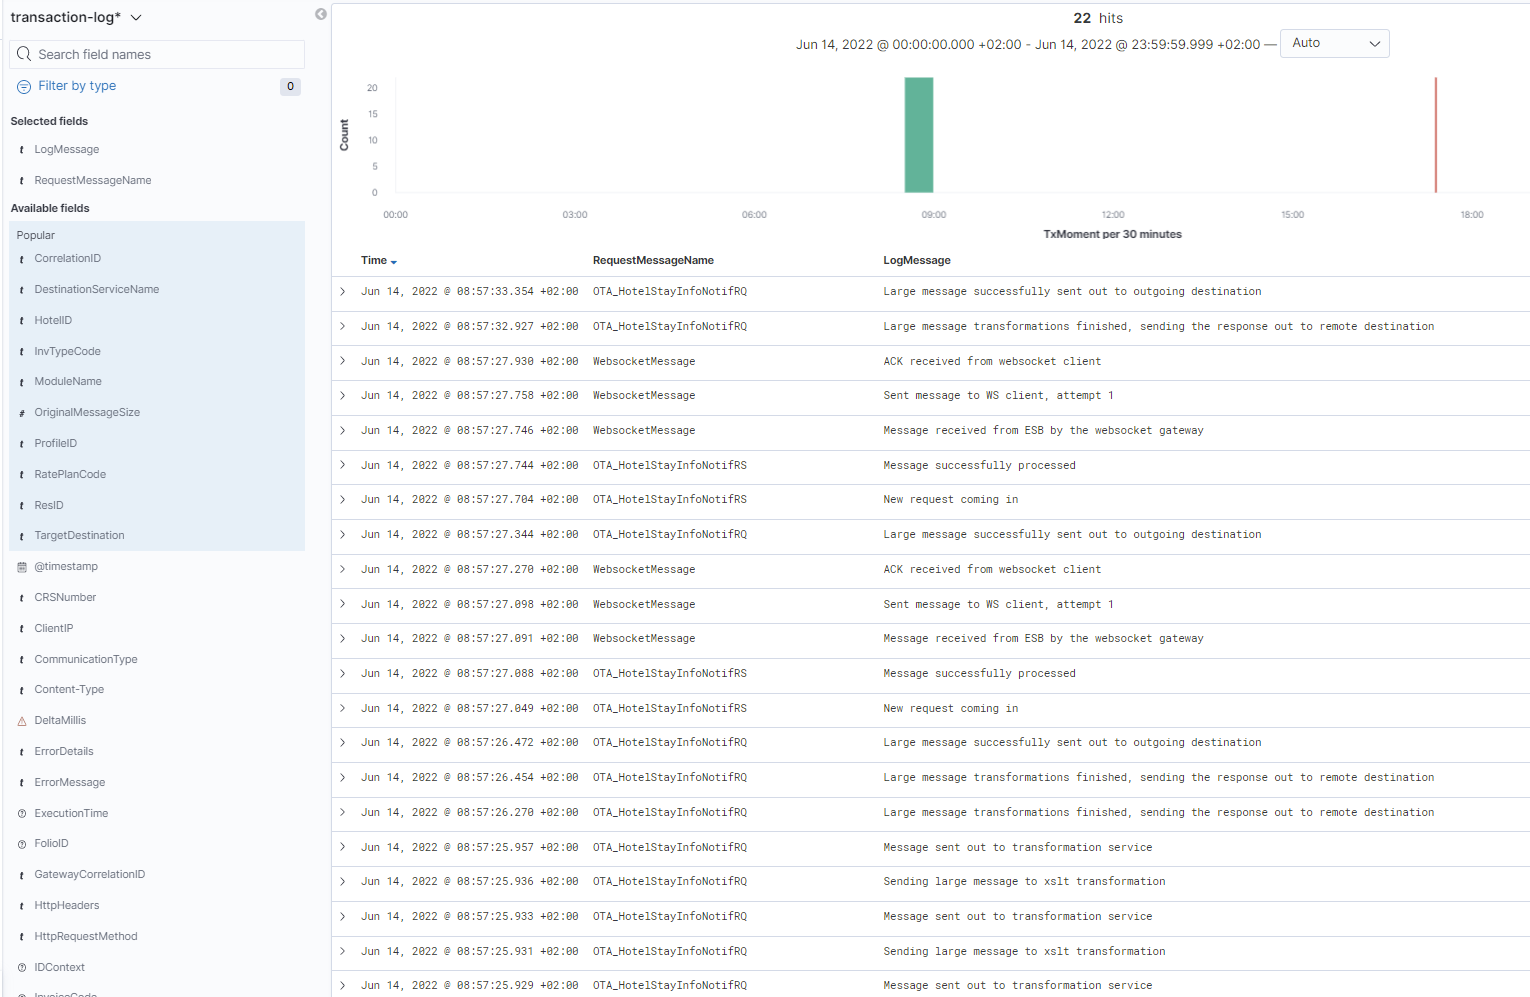 transaction-log*
Search field names
Filter by type 0
Selected fields
t LogMessage
t RequestMessageName
Available fields
Popular
t CorrelationID
t DestinationServiceName
t HotelID
t InvTypeCode
t ModuleName
# OriginalMessageSize
t ProfileID
t RatePlanCode
t ResID
t TargetDestination
@timestamp
t CRSNumber
t ClientIP
t CommunicationType
t Content-Type
DeltaMillis
t ErrorDetails
t ErrorMessage
ExecutionTime
FolioID
t GatewayCorrelationID
t HttpHeaders
t HttpRequestMethod
IDContext
InvoiceCode
22 hits
Jun 14, 2022 @ 00:00:00.000 +02:00 - Jun 14, 2022 @ 23:59:59.999 +02:00 — Auto
Count
20
15
10
5
0
00:00 03:00 06:00 09:00 12:00 15:00 18:00
TxMoment per 30 minutes
Time RequestMessageName LogMessage
Jun 14, 2022 @ 08:57:33.354 +02:00 OTA_HotelStayInfoNotifRQ Large message successfully sent out to outgoing destination
Jun 14, 2022 @ 08:57:32.927 +02:00 OTA_HotelStayInfoNotifRQ Large message transformations finished, sending the response out to remote destination
Jun 14, 2022 @ 08:57:27.930 +02:00 WebsocketMessage ACK received from websocket client
Jun 14, 2022 @ 08:57:27.758 +02:00 WebsocketMessage Sent message to WS client, attempt 1
Jun 14, 2022 @ 08:57:27.746 +02:00 WebsocketMessage Message received from ESB by the websocket gateway
Jun 14, 2022 @ 08:57:27.744 +02:00 OTA_HotelStayInfoNotifRS Message successfully processed
Jun 14, 2022 @ 08:57:27.704 +02:00 OTA_HotelStayInfoNotifRS New request coming in
Jun 14, 2022 @ 08:57:27.344 +02:00 OTA_HotelStayInfoNotifRQ Large message successfully sent out to outgoing destination
Jun 14, 2022 @ 08:57:27.270 +02:00 WebsocketMessage ACK received from websocket client
Jun 14, 2022 @ 08:57:27.098 +02:00 WebsocketMessage Sent message to WS client, attempt 1
Jun 14, 2022 @ 08:57:27.091 +02:00 WebsocketMessage Message received from ESB by the websocket gateway
Jun 14, 2022 @ 08:57:27.088 +02:00 OTA_HotelStayInfoNotifRS Message successfully processed
Jun 14, 2022 @ 08:57:27.049 +02:00 OTA_HotelStayInfoNotifRS New request coming in
Jun 14, 2022 @ 08:57:26.472 +02:00 OTA_HotelStayInfoNotifRQ Large message successfully sent out to outgoing destination
Jun 14, 2022 @ 08:57:26.454 +02:00 OTA_HotelStayInfoNotifRQ Large message transformations finished, sending the response out to remote destination
Jun 14, 2022 @ 08:57:26.270 +02:00 OTA_HotelStayInfoNotifRQ Large message transformations finished, sending the response out to remote destination
Jun 14, 2022 @ 08:57:25.957 +02:00 OTA_HotelStayInfoNotifRQ Message sent out to transformation service
Jun 14, 2022 @ 08:57:25.936 +02:00 OTA_HotelStayInfoNotifRQ Sending large message to xslt transformation
Jun 14, 2022 @ 08:57:25.933 +02:00 OTA_HotelStayInfoNotifRQ Message sent out to transformation service
Jun 14, 2022 @ 08:57:25.931 +02:00 OTA_HotelStayInfoNotifRQ Sending large message to xslt transformation
Jun 14, 2022 @ 08:57:25.929 +02:00 OTA_HotelStayInfoNotifRQ Message sent out to transformation service